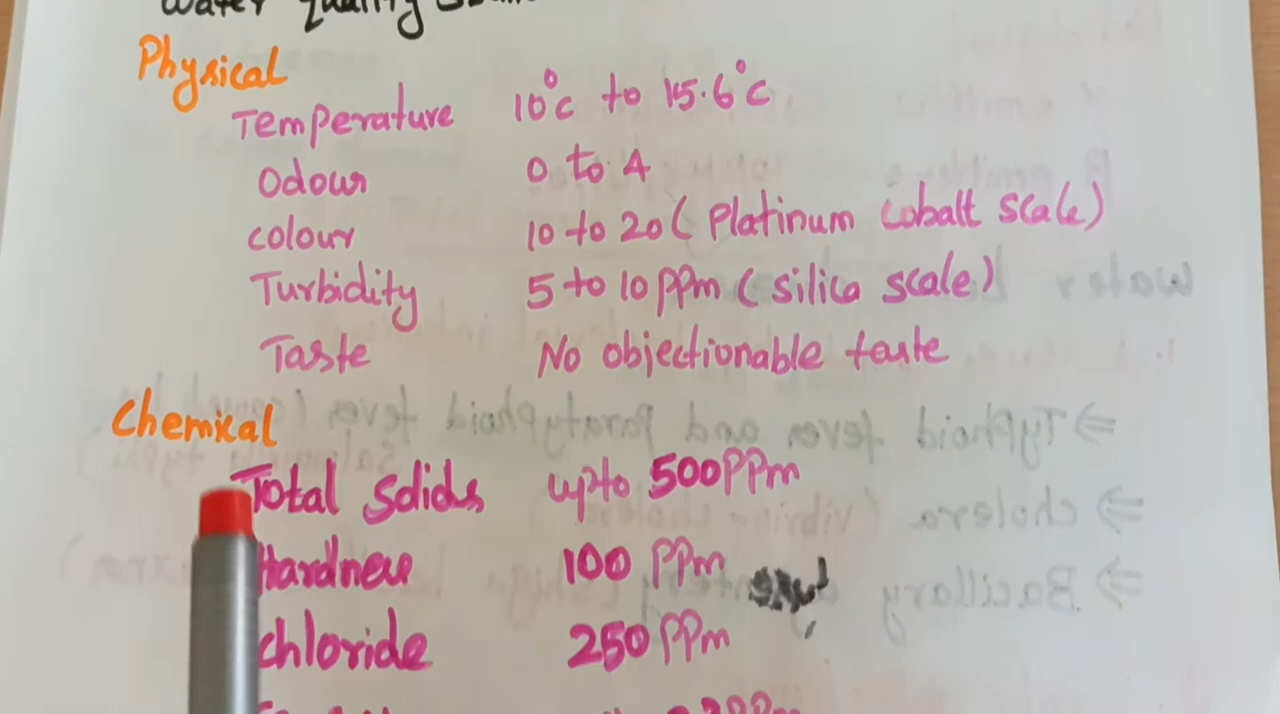 Water Quality
Physical
Temperature 10°c to 15.6°c
Odour 0 to 4
colour 10 to 20 (Platinum cobalt scale)
Turbidity 5 to 10 PPm (silica scale)
Taste No objectionable taste
Chemical
Total Solids upto 500 PPm
Hardness 100 PPm
chloride 250 PPm